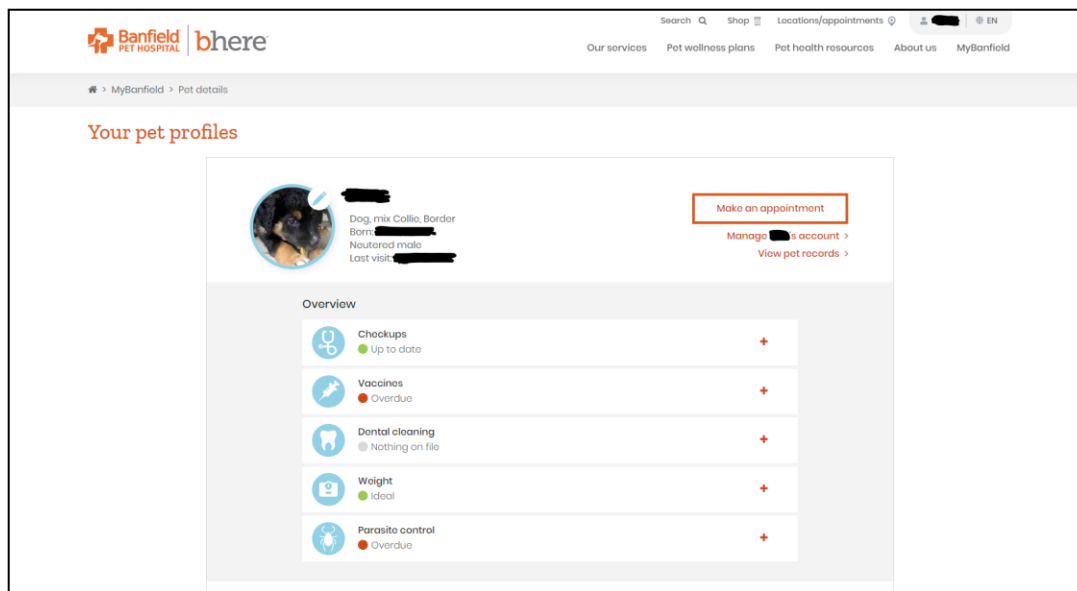 Search Shop Locations/appointments EN
Banfield
PET HOSPITAL
bhere
Our services Pet wellness plans Pet health resources About us MyBanfield
> MyBanfield > Pet details
Your pet profiles
Dog, mix Collie, Border
Born:
Neutered male
Last visit:
Make an appointment
Manage 's account >
View pet records >
Overview
Checkups
Up to date
Vaccines
Overdue
Dental cleaning
Nothing on file
Weight
Ideal
Parasite control
Overdue